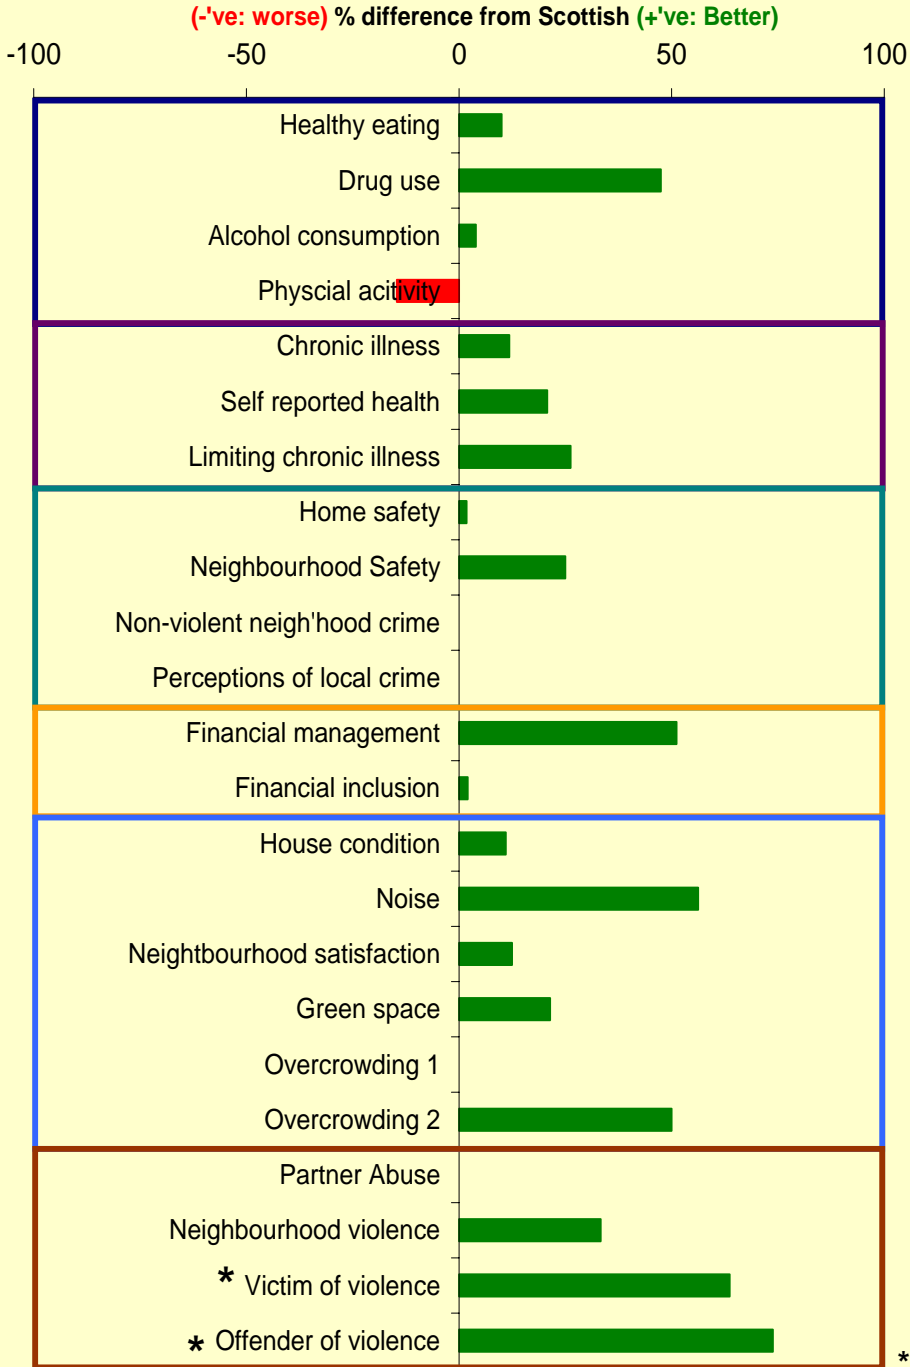 (-'ve: worse) % difference from Scottish (+'ve: Better)
-100 -50 0 50 100
Healthy eating
Drug use
Alcohol consumption
Physcial acitivity
Chronic illness
Self reported health
Limiting chronic illness
Home safety
Neighbourhood Safety
Non-violent neigh'hood crime
Perceptions of local crime
Financial management
Financial inclusion
House condition
Noise
Neightbourhood satisfaction
Green space
Overcrowding 1
Overcrowding 2
Partner Abuse
Neighbourhood violence
* Victim of violence
* Offender of violence
*